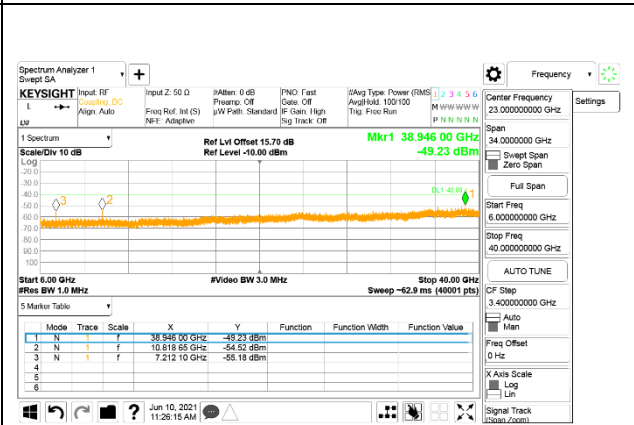 Spectrum Analyzer 1
Swept SA
+
Frequency
KEYSIGHT
Input: RF
Coupling: DC
Align: Auto
Input Z: 50 Ω
Freq Ref: Int (S)
NFE: Adaptive
#Atten: 0 dB
Preamp: Off
µW Path: Standard
PNO: Fast
Gate: Off
IF Gain: High
Sig Track: Off
#Avg Type: Power (RMS
Avg|Hold: 100/100
Trig: Free Run
1 2 3 4 5 6
M W W W W W
P N N N N N
Settings
1 Spectrum
Scale/Div 10 dB
Log
Ref Lvl Offset 15.70 dB
Ref Level -10.00 dBm
Mkr1 38.946 00 GHz
-49.23 dBm
-20.0
-30.0
-40.0
-50.0
-60.0
-70.0
-80.0
-90.0
-100
3
2
1
Start 6.00 GHz
#Res BW 1.0 MHz
#Video BW 3.0 MHz
Stop 40.00 GHz
Sweep ~62.9 ms (40001 pts)
5 Marker Table
Mode Trace Scale X Y Function Function Width Function Value
1 N 1 f 38.946 00 GHz -49.23 dBm
2 N 1 f 10.818 65 GHz -54.52 dBm
3 N 1 f 7.212 10 GHz -55.18 dBm
4
5
6
Center Frequency
23.000000000 GHz
Span
34.0000000 GHz
Swept Span
Zero Span
Full Span
Start Freq
6.000000000 GHz
Stop Freq
40.000000000 GHz
AUTO TUNE
CF Step
3.400000000 GHz
Auto
Man
Freq Offset
0 Hz
X Axis Scale
Log
Lin
Signal Track
(Span Zoom)
?
Jun 10, 2021
11:26:15 AM